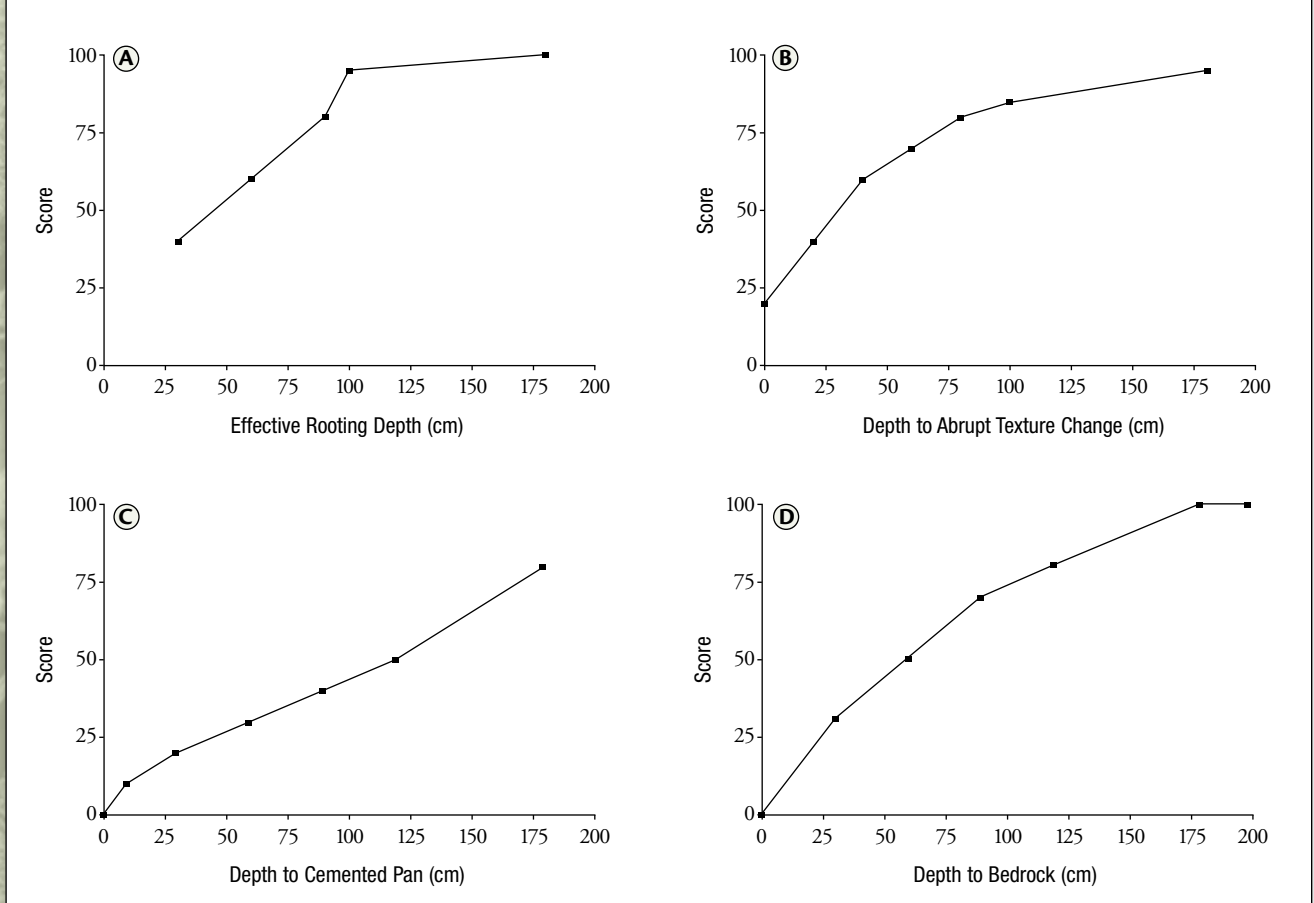 A
100
75
50
25
0
0 25 50 75 100 125 150 175 200
Score
Effective Rooting Depth (cm)
B
100
75
50
25
0
0 25 50 75 100 125 150 175 200
Score
Depth to Abrupt Texture Change (cm)
C
100
75
50
25
0
0 25 50 75 100 125 150 175 200
Score
Depth to Cemented Pan (cm)
D
100
75
50
25
0
0 25 50 75 100 125 150 175 200
Score
Depth to Bedrock (cm)